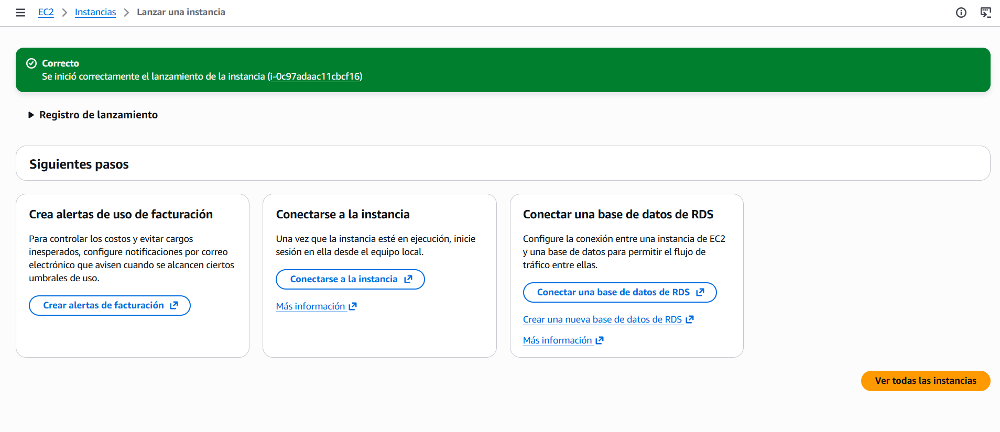 EC2 Instancias Lanzar una instancia
Correcto
Se inició correctamente el lanzamiento de la instancia (i-0c97adaac11cbcf16)
Registro de lanzamiento
Siguientes pasos
Crea alertas de uso de facturación
Para controlar los costos y evitar cargos
inesperados, configure notificaciones por correo
electrónico que avisen cuando se alcancen ciertos
umbrales de uso.
Crear alertas de facturación
Conectarse a la instancia
Una vez que la instancia esté en ejecución, inicie
sesión en ella desde el equipo local.
Conectarse a la instancia
Más información
Conectar una base de datos de RDS
Configure la conexión entre una instancia de EC2
y una base de datos para permitir el flujo de
tráfico entre ellas.
Conectar una base de datos de RDS
Crear una nueva base de datos de RDS
Más información
Ver todas las instancias